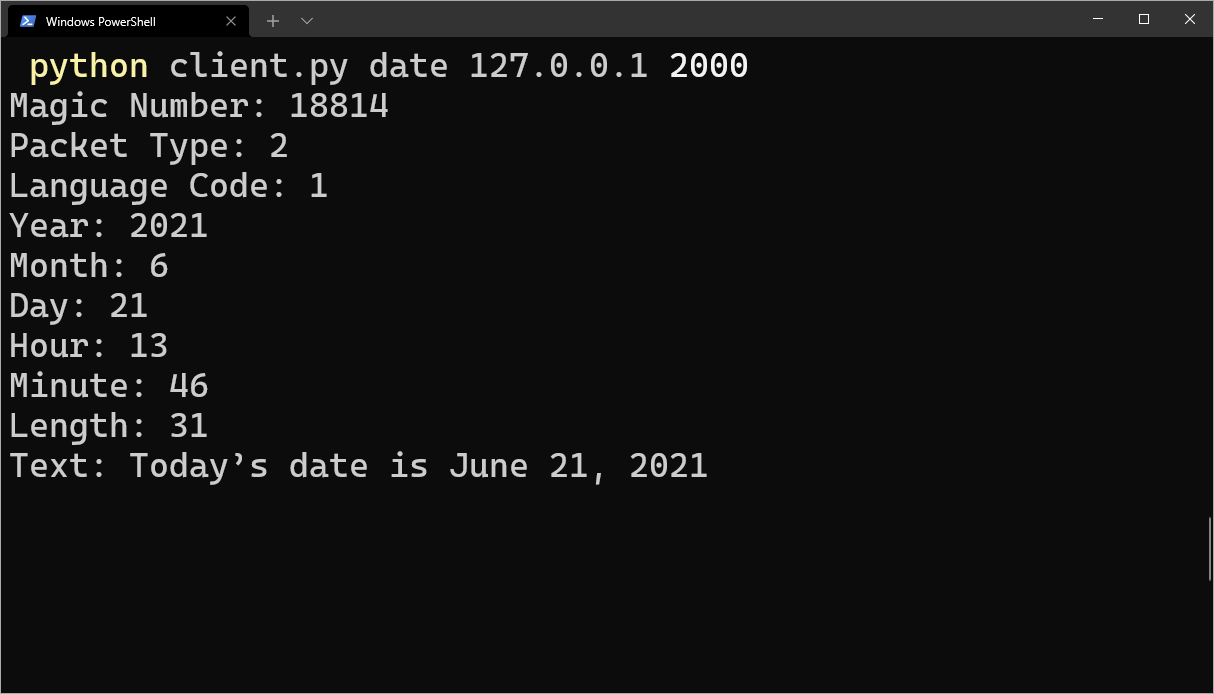 Windows PowerShell
python client.py date 127.0.0.1 2000
Magic Number: 18814
Packet Type: 2
Language Code: 1
Year: 2021
Month: 6
Day: 21
Hour: 13
Minute: 46
Length: 31
Text: Today’s date is June 21, 2021